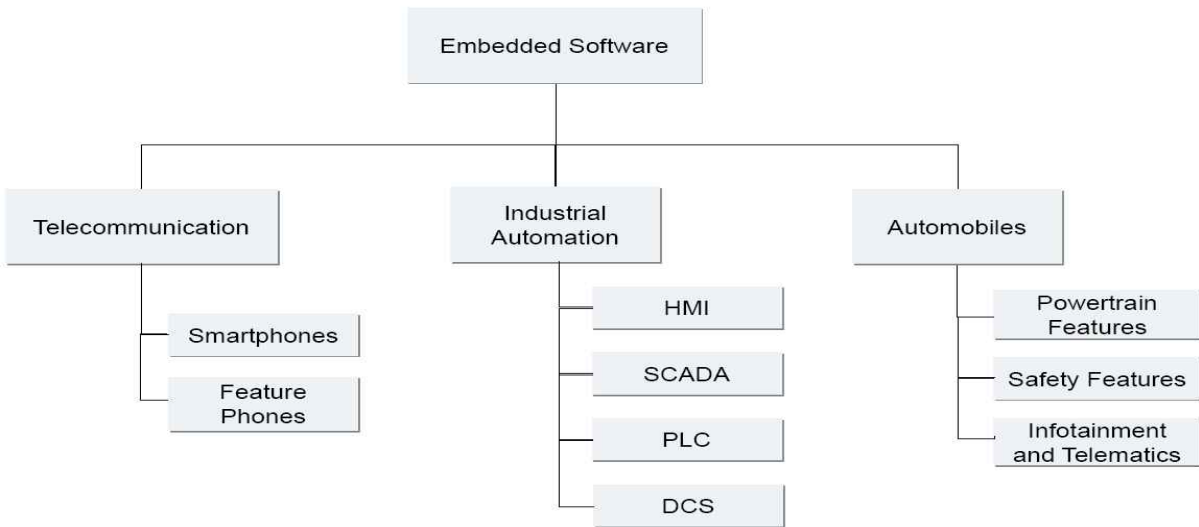 Embedded Software
Telecommunication
Smartphones
Feature
Phones
Industrial
Automation
HMI
SCADA
PLC
DCS
Automobiles
Powertrain
Features
Safety Features
Infotainment
and Telematics